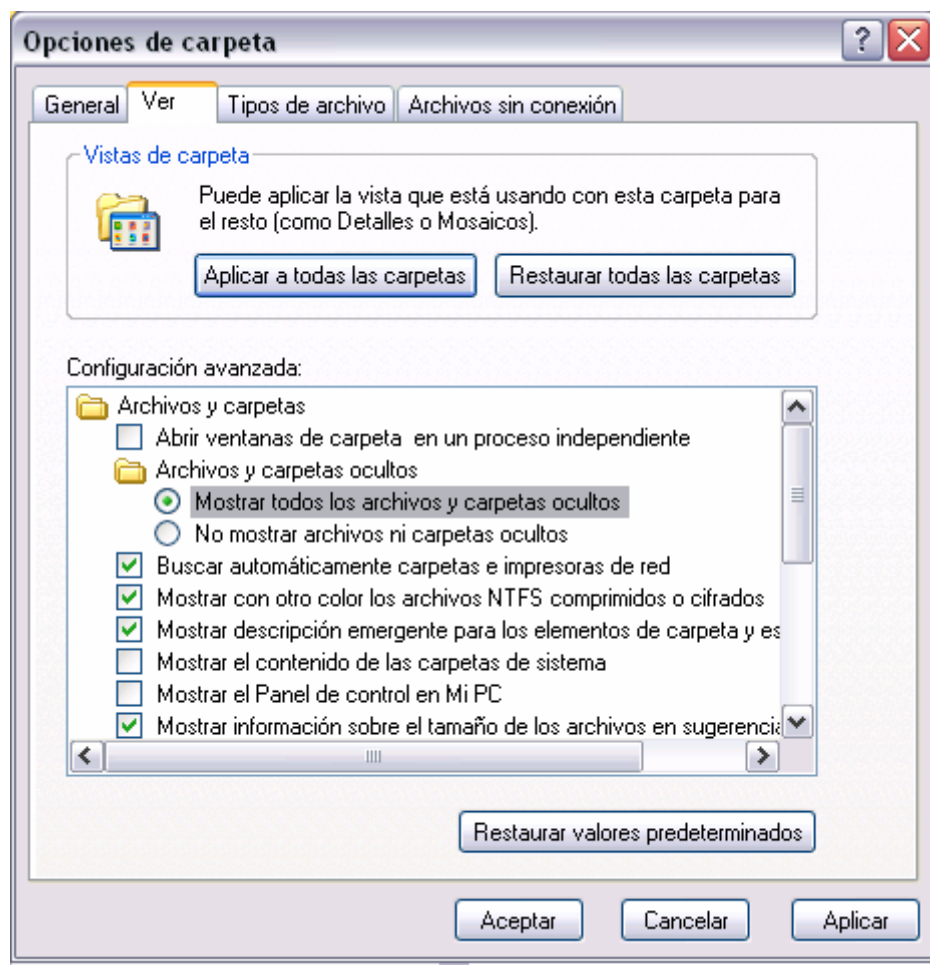 Opciones de carpeta
General Ver Tipos de archivo Archivos sin conexión
Vistas de carpeta
Puede aplicar la vista que está usando con esta carpeta para
el resto (como Detalles o Mosaicos).
Aplicar a todas las carpetas Restaurar todas las carpetas
Configuración avanzada:
Archivos y carpetas
Abrir ventanas de carpeta en un proceso independiente
Archivos y carpetas ocultos
Mostrar todos los archivos y carpetas ocultos
No mostrar archivos ni carpetas ocultos
Buscar automáticamente carpetas e impresoras de red
Mostrar con otro color los archivos NTFS comprimidos o cifrados
Mostrar descripción emergente para los elementos de carpeta y es
Mostrar el contenido de las carpetas de sistema
Mostrar el Panel de control en Mi PC
Mostrar información sobre el tamaño de los archivos en sugerencia
Restaurar valores predeterminados
Aceptar Cancelar Aplicar